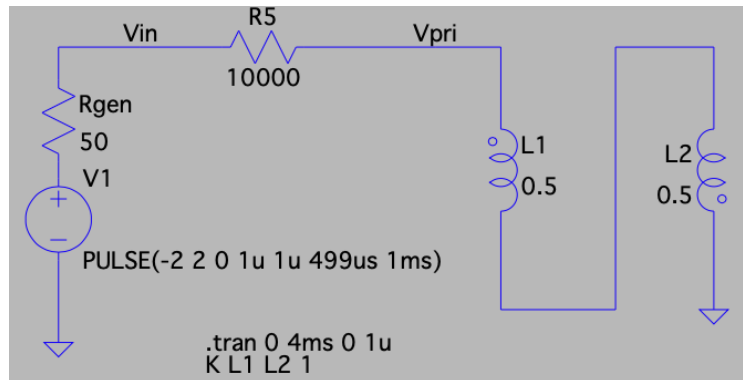 R5
Vin
Vpri
10000
Rgen
50
V1
L1
L2
0.5
0.5
PULSE(-2 2 0 1u 1u 499us 1ms)
.tran 0 4ms 0 1u
K L1 L2 1